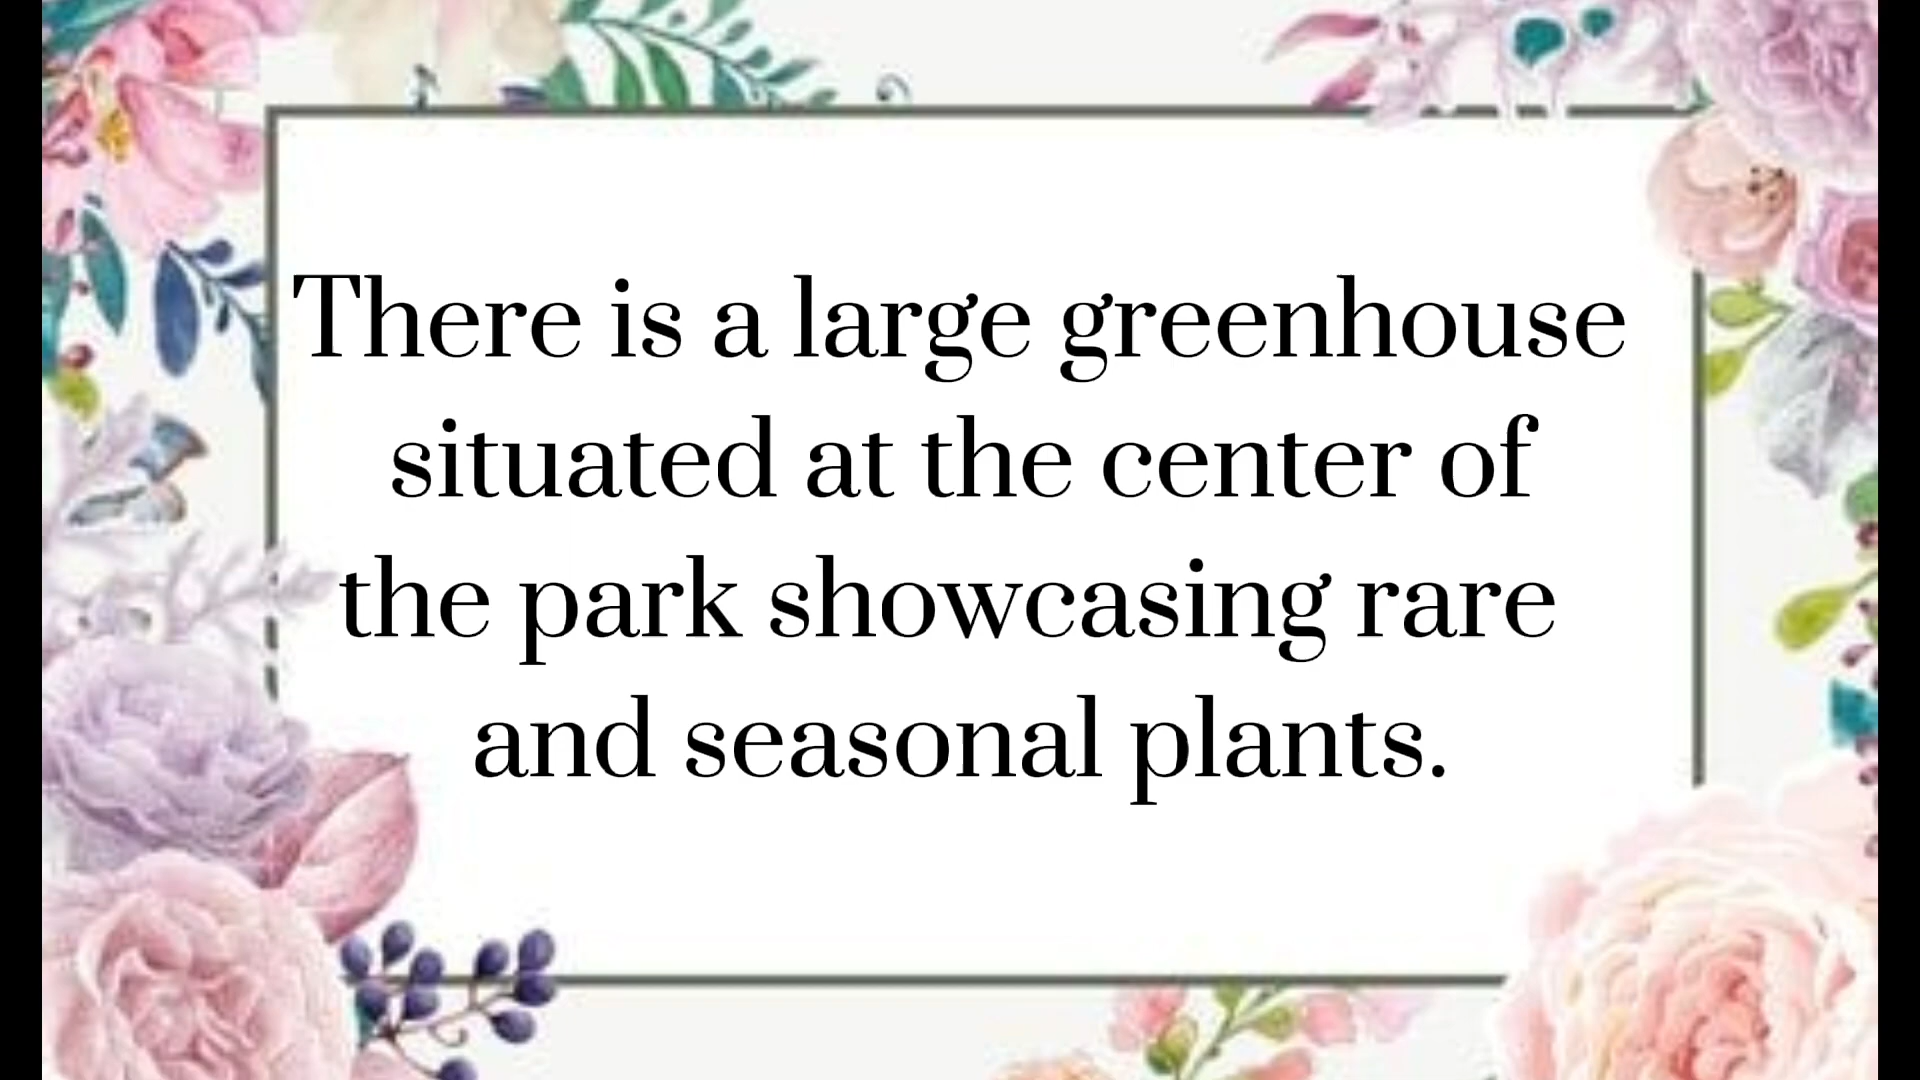 There is a large greenhouse
situated at the center of
the park showcasing rare
and seasonal plants.